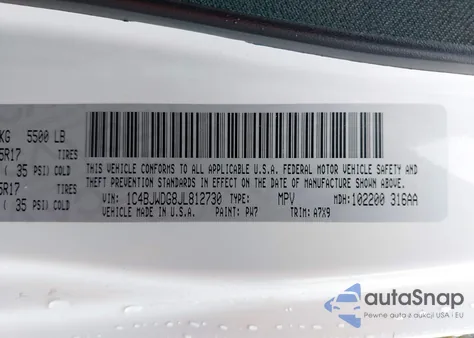 KG 5500 LB
5R17 TIRES
( 35 PSI) COLD
5R17 TIRES
( 35 PSI) COLD
THIS VEHICLE CONFORMS TO ALL APPLICABLE U.S.A. FEDERAL MOTOR VEHICLE SAFETY AND
THEFT PREVENTION STANDARDS IN EFFECT ON THE DATE OF MANUFACTURE SHOWN ABOVE.
VIN: 1C4BJWDG8JL812730 TYPE: MPV MDH: 102200 316AA
VEHICLE MADE IN U.S.A. PAINT: PW7 TRIM: A7X9
autoSnap
Pewne auto z aukcji USA i EU